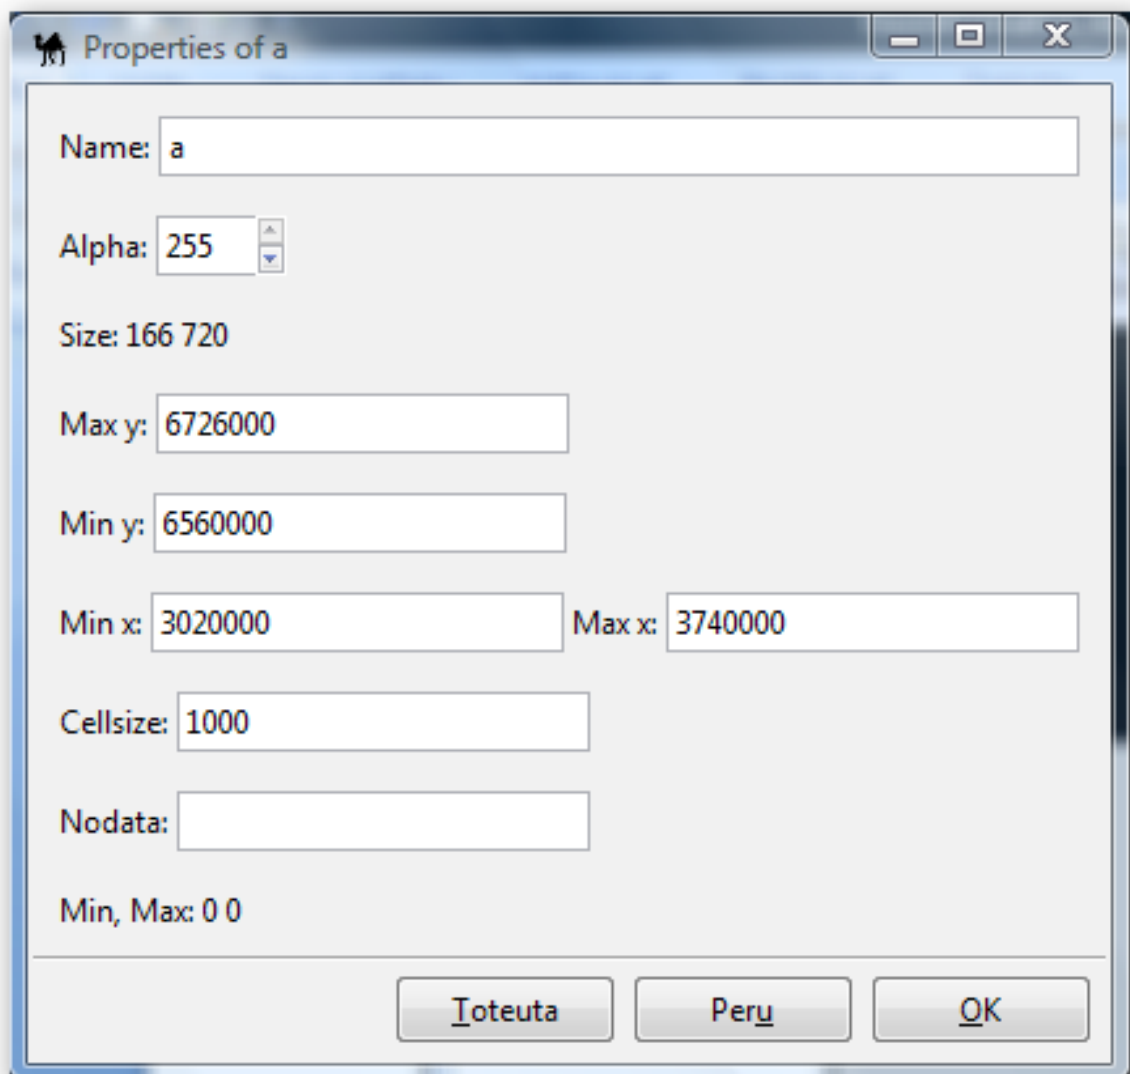 Properties of a
Name: a
Alpha: 255
Size: 166 720
Max y: 6726000
Min y: 6560000
Min x: 3020000 Max x: 3740000
Cellsize: 1000
Nodata:
Min, Max: 0 0
Toteuta Peru OK